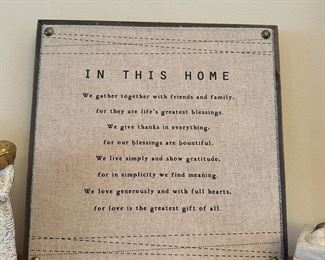 IN THIS HOME
We gather together with friends and family,
for they are life's greatest blessings.
We give thanks in everything,
for our blessings are bountiful.
We live simply and show gratitude,
for in simplicity we find meaning.
We love generously and with full hearts,
for love is the greatest gift of all.